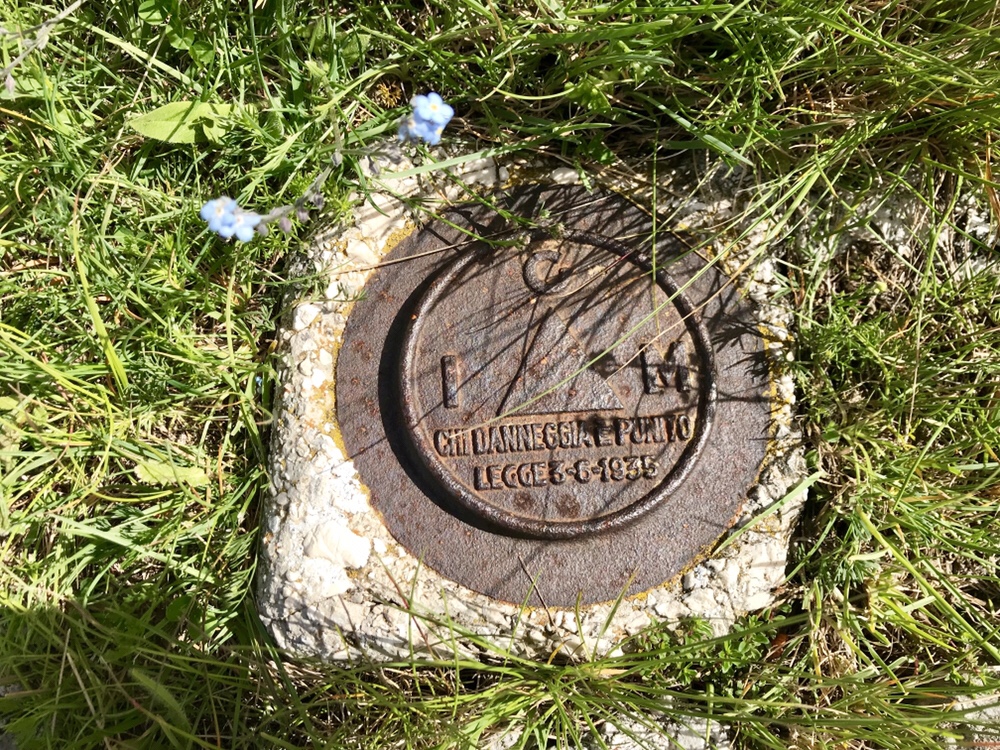 G
I M
CHI DANNEGGIA E PUNITO
LEGGE 3-6-1935